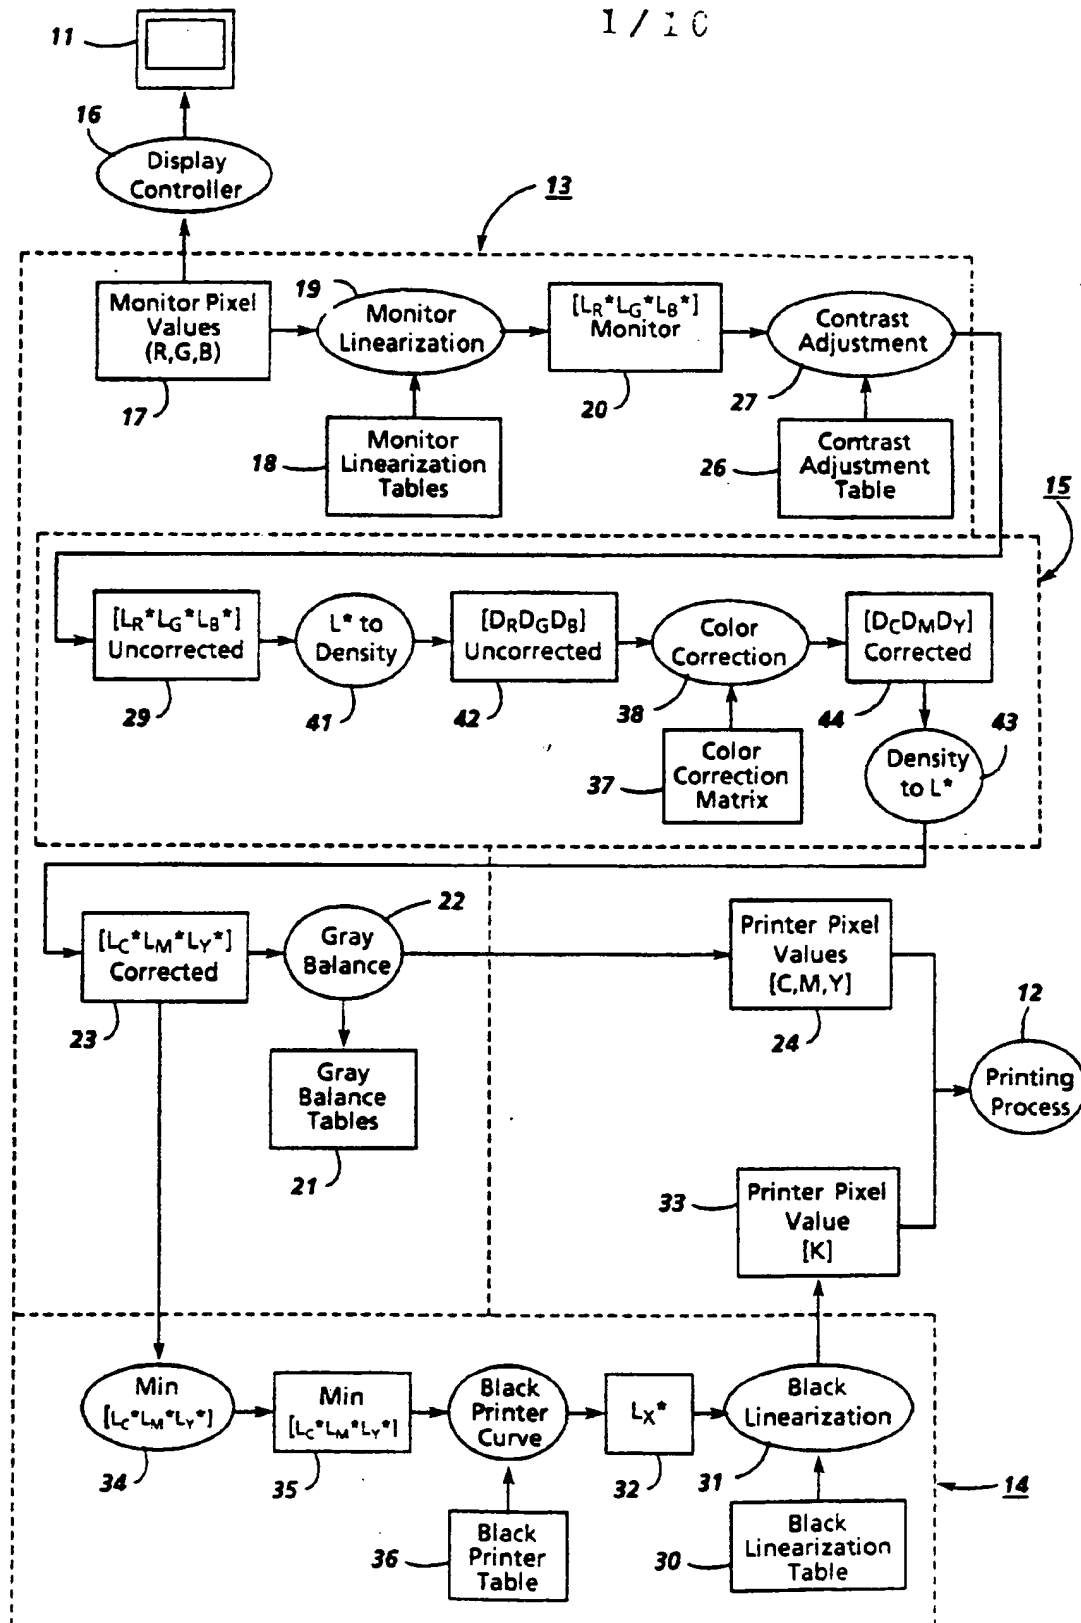 1/10
11
16
Display
Controller
13
Monitor Pixel
Values
(R,G,B)
17
19
Monitor
Linearization
[LR*LG*LB*]
Monitor
20
Contrast
Adjustment
27
18
Monitor
Linearization
Tables
26
Contrast
Adjustment
Table
15
[LR*LG*LB*]
Uncorrected
29
L* to
Density
41
[DRDGDB]
Uncorrected
42
Color
Correction
38
[DCDMDY]
Corrected
44
43
37
Color
Correction
Matrix
Density
to L*
[LC*LM*LY*]
Corrected
23
22
Gray
Balance
Printer Pixel
Values
[C,M,Y]
24
12
Printing
Process
Gray
Balance
Tables
21
33
Printer Pixel
Value
[K]
Min
[LC*LM*LY*]
34
Min
[LC*LM*LY*]
35
Black
Printer
Curve
LX*
32
Black
Linearization
31
14
36
Black
Printer
Table
30
Black
Linearization
Table